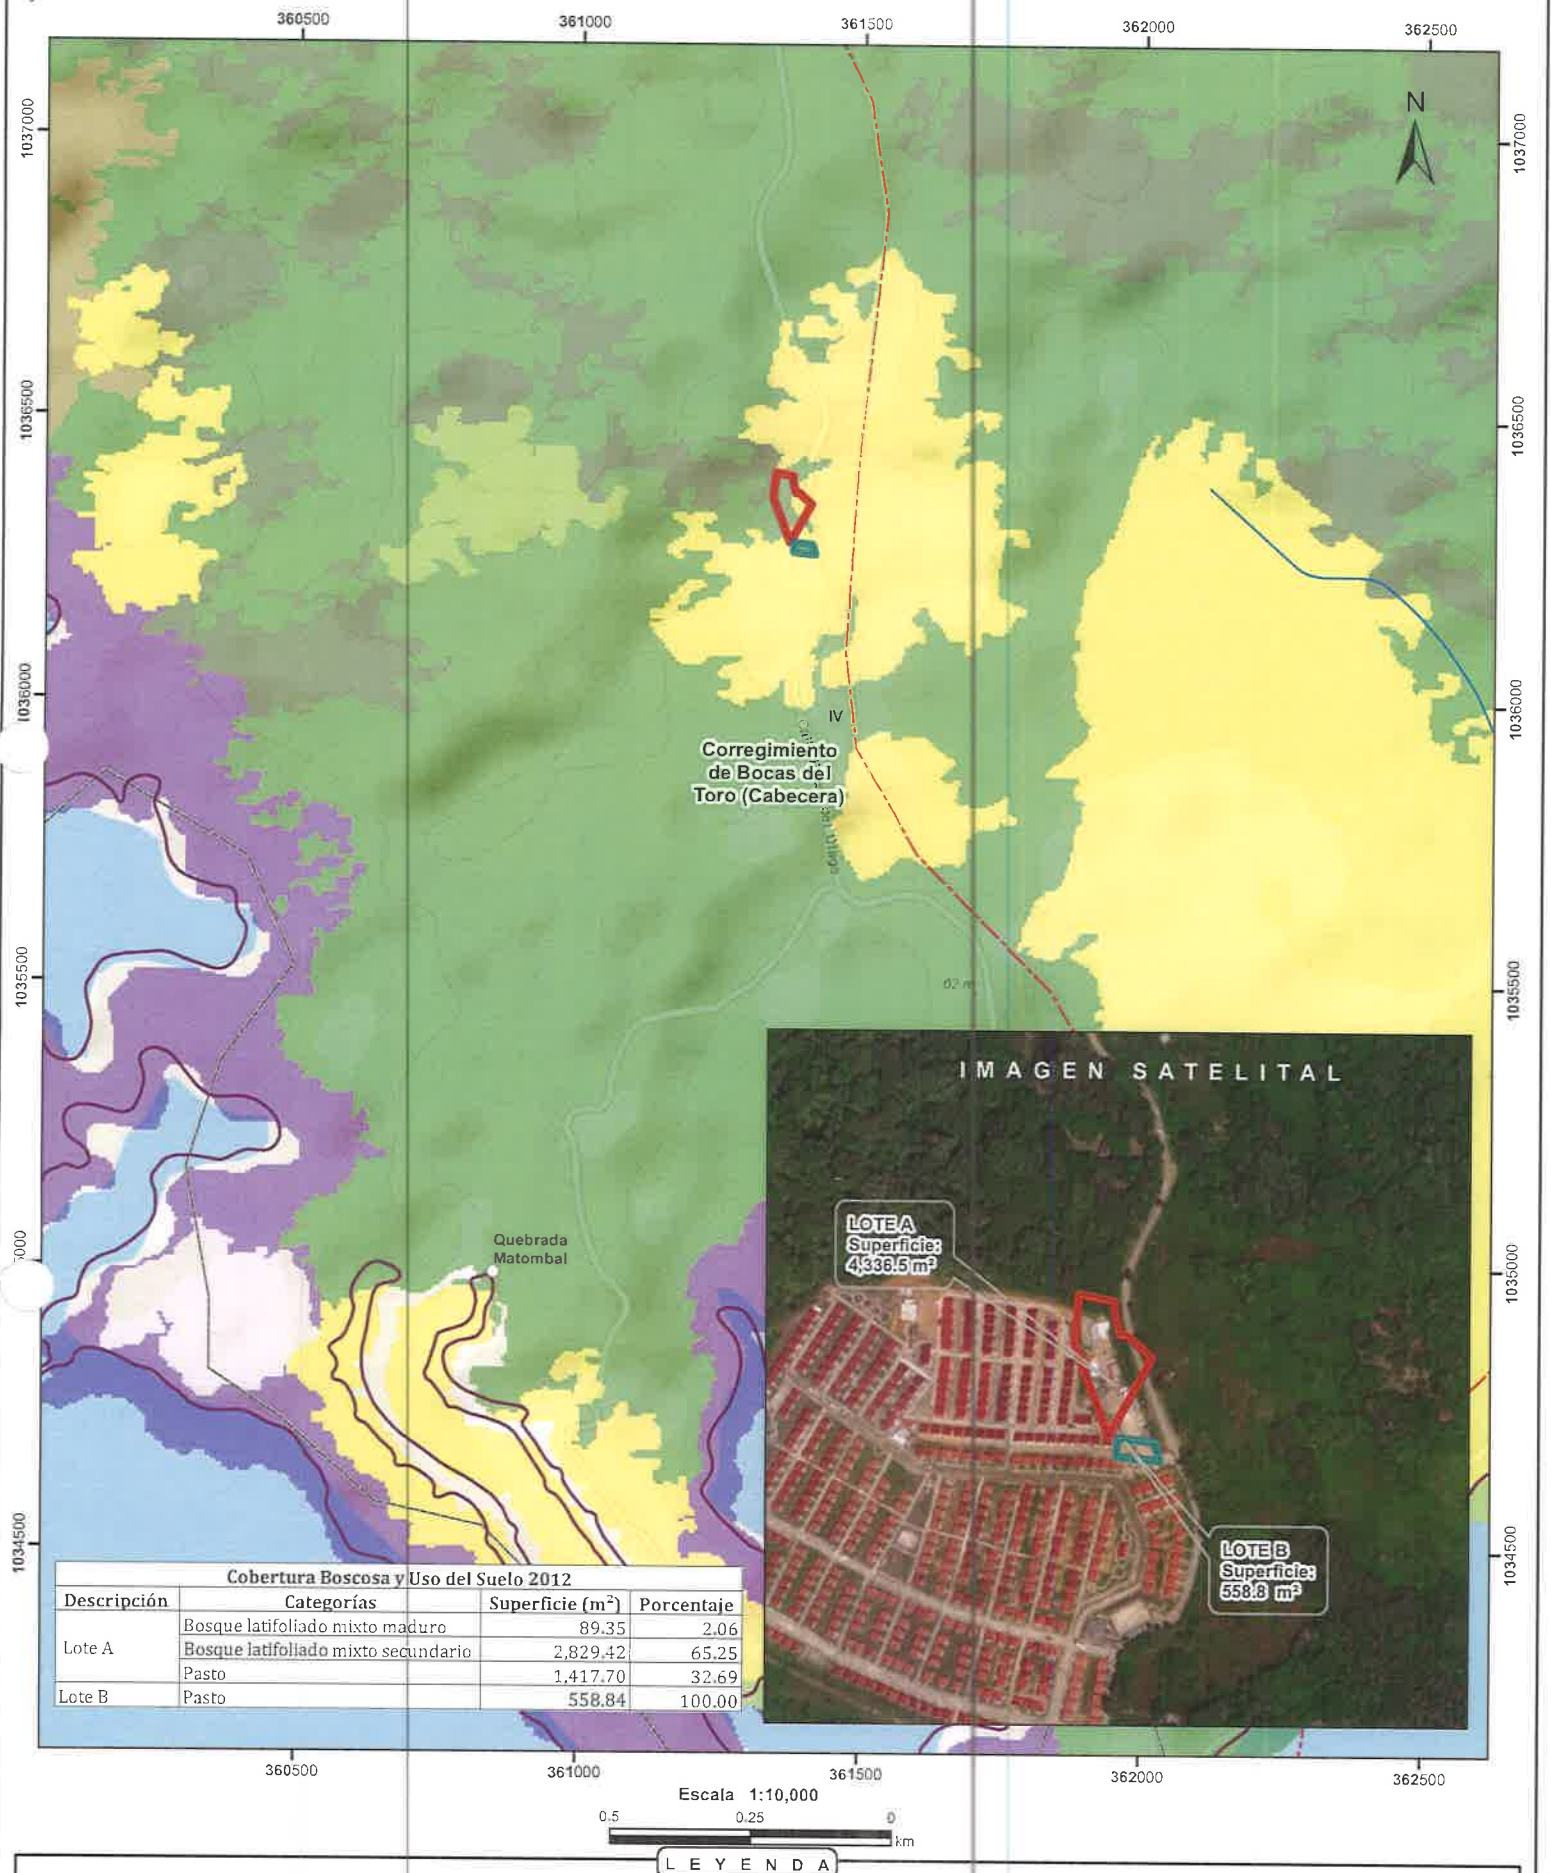 360500 361000 361500 362000 362500
1037000
1037000
N
1036500
1036500
1036000
1036000
IV
Corregimiento
de Bocas del
Toro (Cabecera)
1035500
1035500
IMAGEN SATELITAL
LOTE A
Superficie:
4,336.5 m²
Quebrada
Matombal
1035000
1034500
1034500
LOTE B
Superficie:
558.8 m²
Cobertura Boscosa y Uso del Suelo 2012
Descripción Categorías Superficie (m²) Porcentaje
Bosque latifoliado mixto maduro 89.35 2.06
Lote A Bosque latifoliado mixto secundario 2,829.42 65.25
Pasto 1,417.70 32.69
Lote B Pasto 558.84 100.00
360500 361000 361500 362000 362500
Escala 1:10,000
0.5 0.25 0
km
LEYENDA